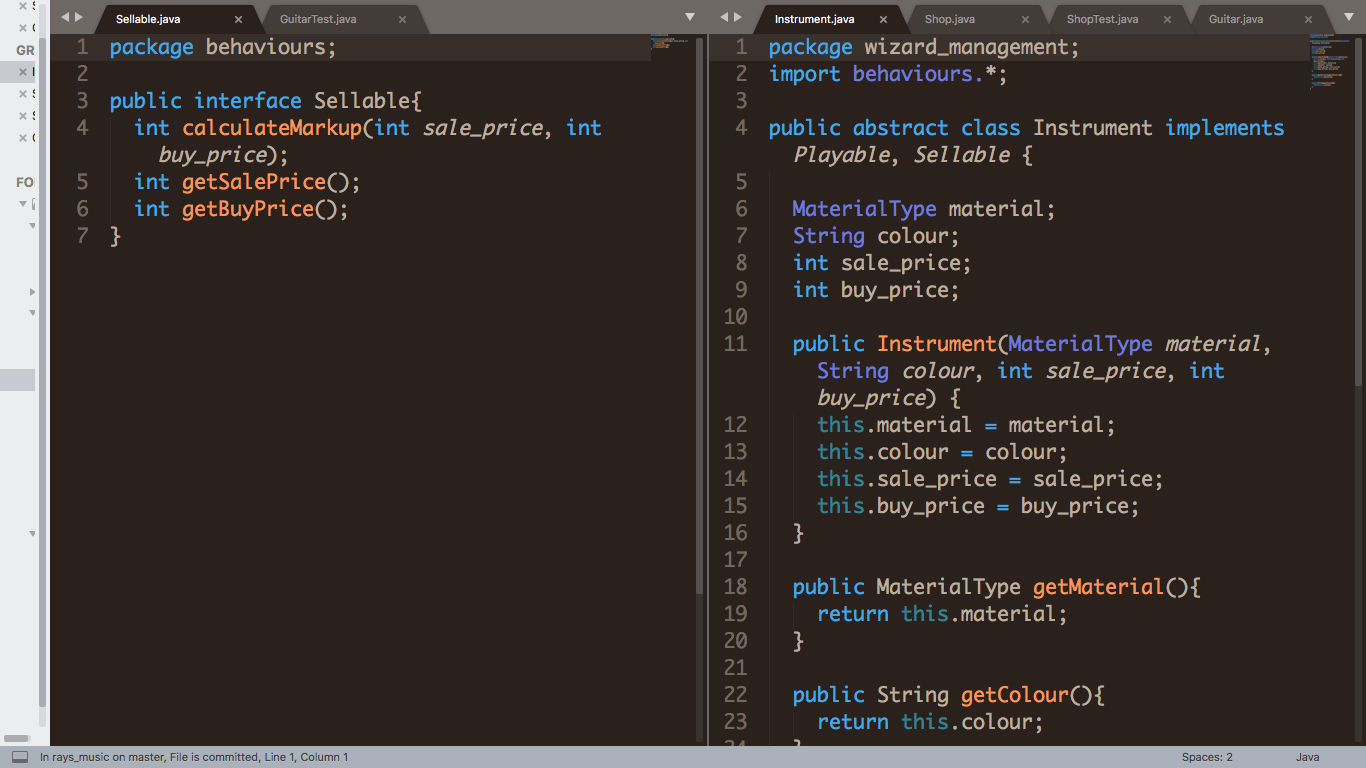 Sellable.java
GuitarTest.java
1 package behaviours;
2
3 public interface Sellable{
4 int calculateMarkup(int sale_price, int
buy_price);
5 int getSalePrice();
6 int getBuyPrice();
7 }
Instrument.java
Shop.java
ShopTest.java
Guitar.java
1 package wizard_management;
2 import behaviours.*;
3
4 public abstract class Instrument implements
Playable, Sellable {
5
6 MaterialType material;
7 String colour;
8 int sale_price;
9 int buy_price;
10
11 public Instrument(MaterialType material,
String colour, int sale_price, int
buy_price) {
12 this.material = material;
13 this.colour = colour;
14 this.sale_price = sale_price;
15 this.buy_price = buy_price;
16 }
17
18 public MaterialType getMaterial(){
19 return this.material;
20 }
21
22 public String getColour(){
23 return this.colour;
In rays_music on master, File is committed, Line 1, Column 1
Spaces: 2
Java